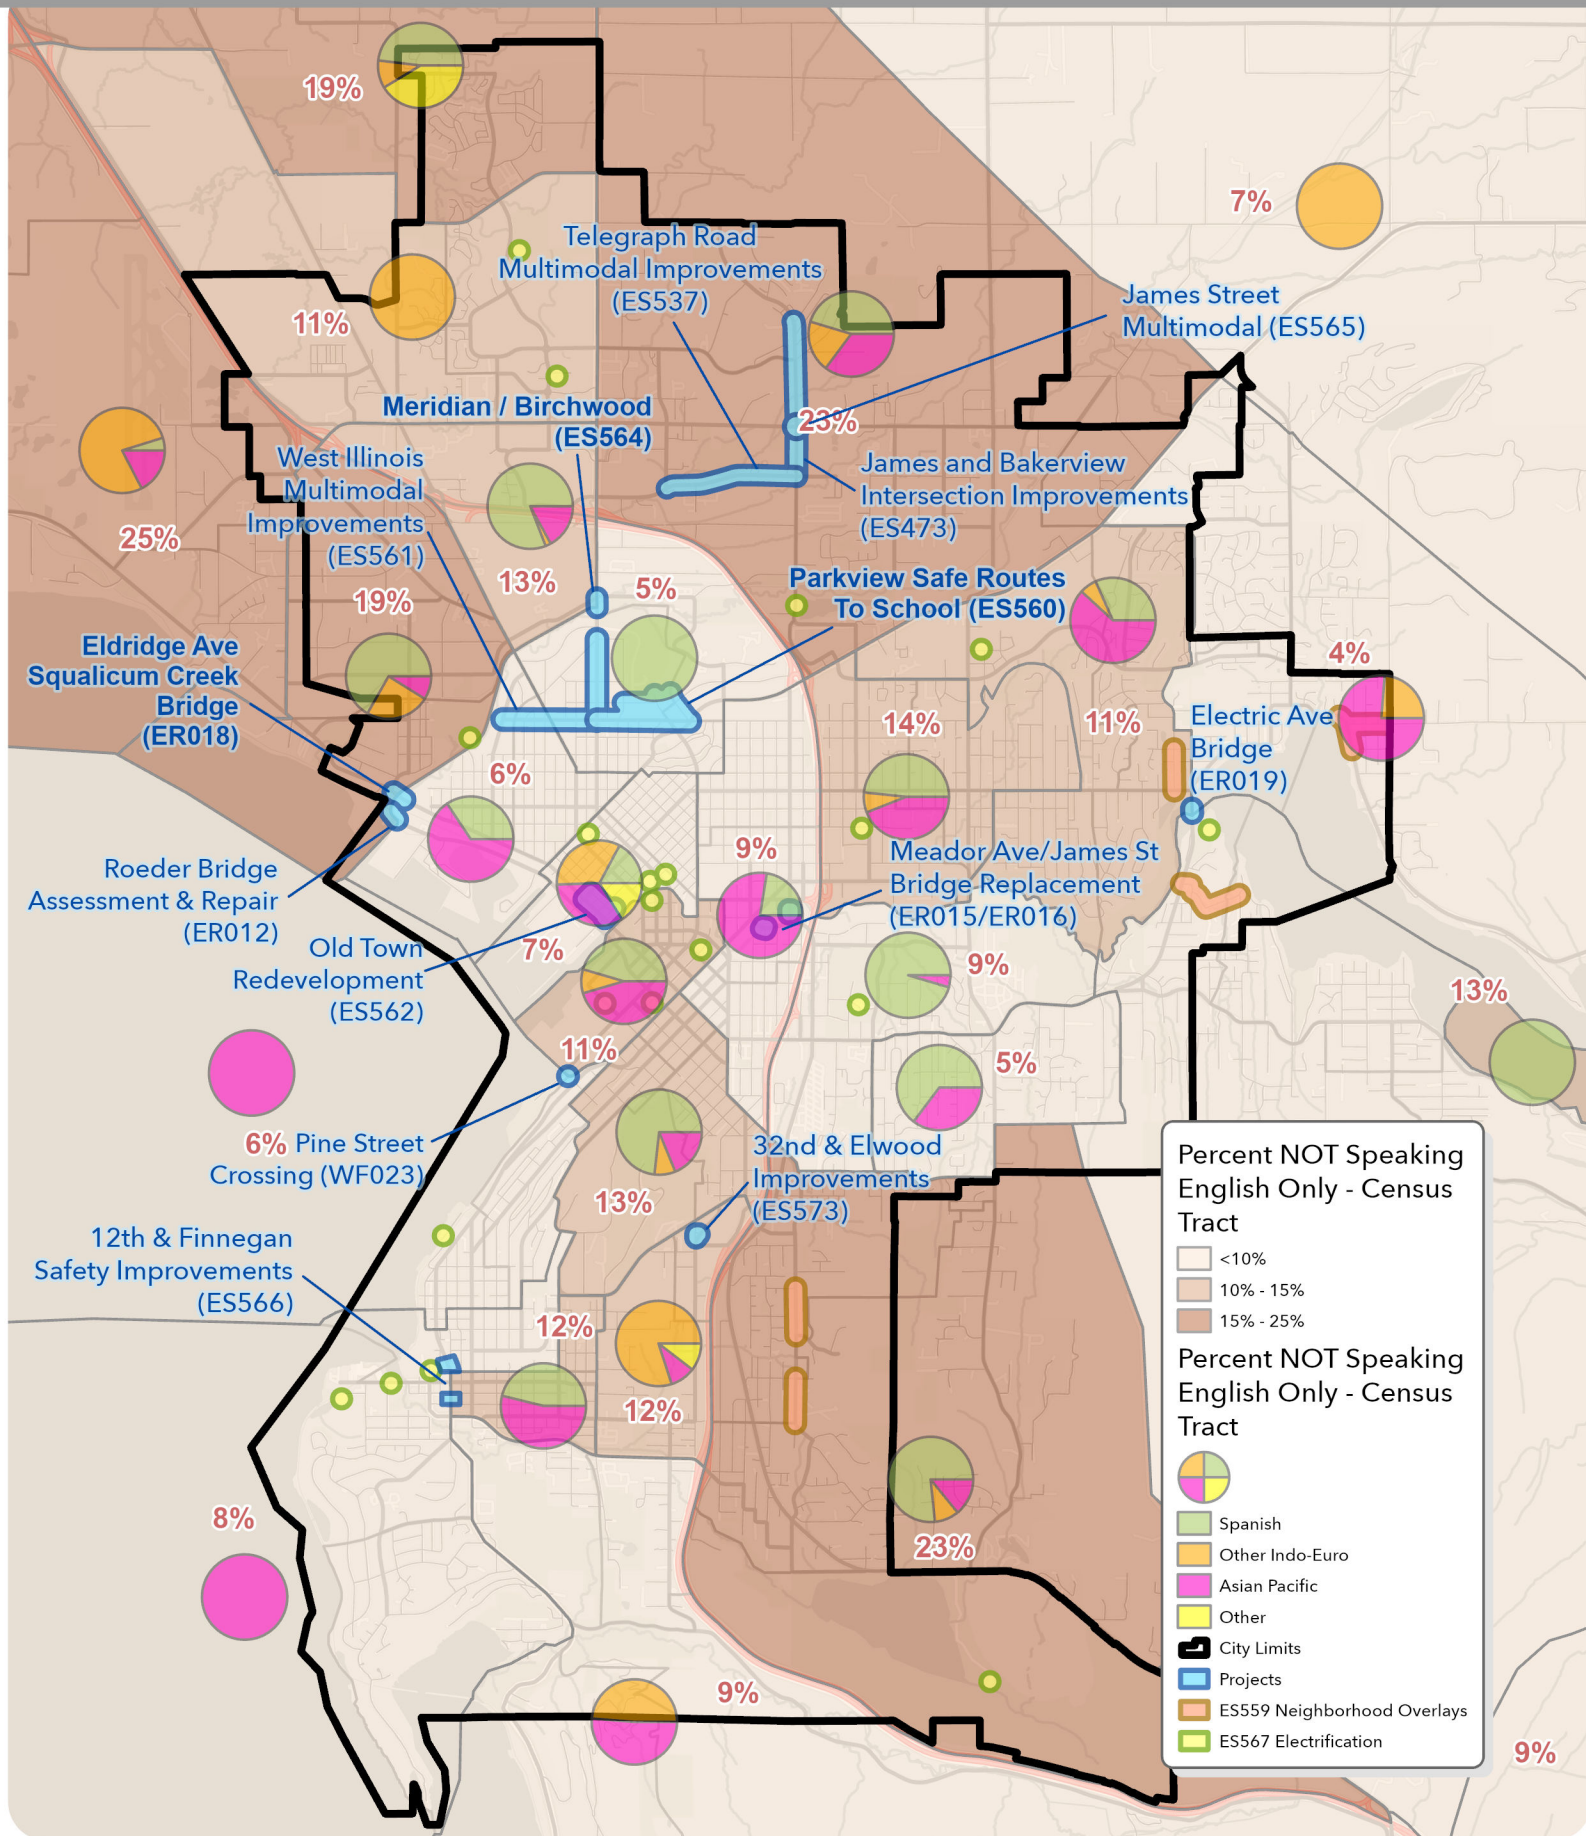 19%
7%
Telegraph Road
Multimodal Improvements
(ES537)
James Street
Multimodal (ES565)
11%
Meridian / Birchwood
(ES564)
23%
West Illinois
Multimodal
Improvements
(ES561)
James and Bakerview
Intersection Improvements
(ES473)
25%
13%
5%
Parkview Safe Routes
To School (ES560)
19%
Eldridge Ave
Squalicum Creek
Bridge
(ER018)
4%
14%
11%
Electric Ave
Bridge
(ER019)
6%
9%
Meador Ave/James St
Bridge Replacement
(ER015/ER016)
Roeder Bridge
Assessment & Repair
(ER012)
Old Town
Redevelopment
(ES562)
7%
9%
13%
11%
5%
6%
Pine Street
Crossing (WF023)
32nd & Elwood
Improvements
(ES573)
13%
12th & Finnegan
Safety Improvements
(ES566)
12%
12%
8%
23%
9%
9%
Percent NOT Speaking
English Only - Census
Tract
<10%
10% - 15%
15% - 25%
Percent NOT Speaking
English Only - Census
Tract
Spanish
Other Indo-Euro
Asian Pacific
Other
City Limits
Projects
ES559 Neighborhood Overlays
ES567 Electrification